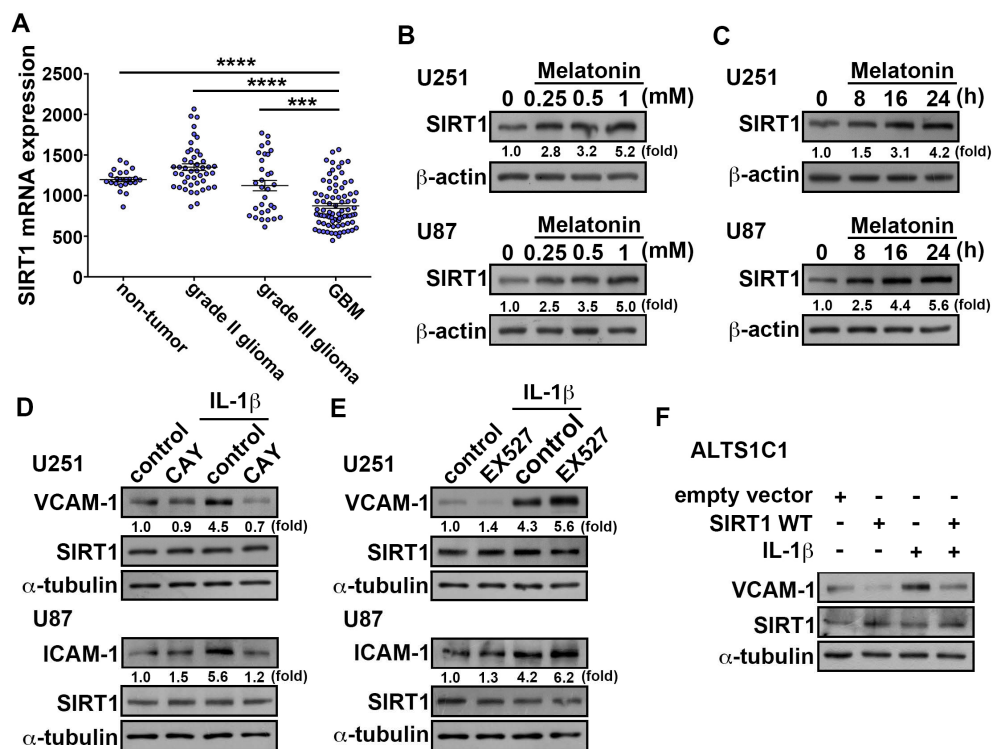 A
SIRT1 mRNA expression
2500
2000
1500
1000
500
0
****
****
***
non-tumor
grade II glioma
grade III glioma
GBM
B
U251
Melatonin
0 0.25 0.5 1 (mM)
SIRT1
1.0 2.8 3.2 5.2 (fold)
β-actin
U87
Melatonin
0 0.25 0.5 1 (mM)
SIRT1
1.0 2.5 3.5 5.0 (fold)
β-actin
C
U251
Melatonin
0 8 16 24 (h)
SIRT1
1.0 1.5 3.1 4.2 (fold)
β-actin
U87
Melatonin
0 8 16 24 (h)
SIRT1
1.0 2.5 4.4 5.6 (fold)
β-actin
D
IL-1β
control CAY control CAY
U251
VCAM-1
1.0 0.9 4.5 0.7 (fold)
SIRT1
α-tubulin
U87
ICAM-1
1.0 1.5 5.6 1.2 (fold)
SIRT1
α-tubulin
E
IL-1β
control EX527 control EX527
U251
VCAM-1
1.0 1.4 4.3 5.6 (fold)
SIRT1
α-tubulin
U87
ICAM-1
1.0 1.3 4.2 6.2 (fold)
SIRT1
α-tubulin
F
ALTS1C1
empty vector + - - -
SIRT1 WT - + - +
IL-1β - - + +
VCAM-1
SIRT1
α-tubulin